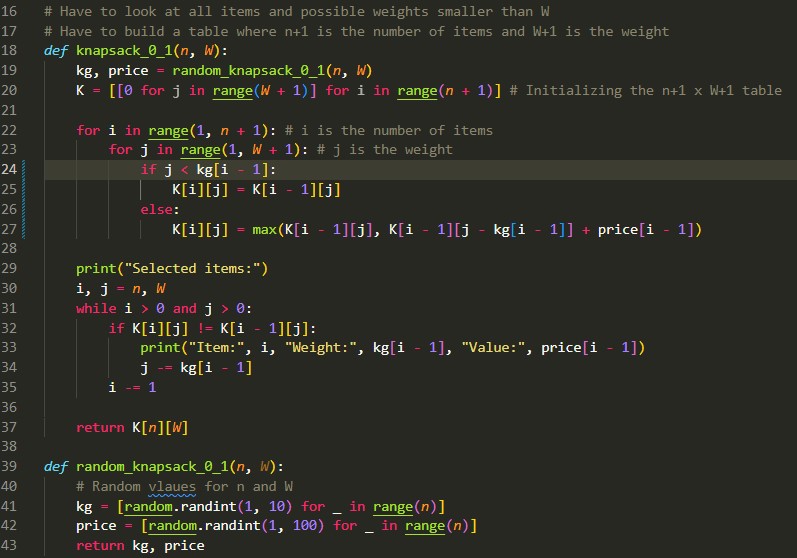 16 # Have to look at all items and possible weights smaller than W
17 # Have to build a table where n+1 is the number of items and W+1 is the weight
18 def knapsack_0_1(n, W):
19     kg, price = random_knapsack_0_1(n, W)
20     K = [[0 for j in range(W + 1)] for i in range(n + 1)] # Initializing the n+1 x W+1 table
21
22     for i in range(1, n + 1): # i is the number of items
23         for j in range(1, W + 1): # j is the weight
24             if j < kg[i - 1]:
25                 K[i][j] = K[i - 1][j]
26             else:
27                 K[i][j] = max(K[i - 1][j], K[i - 1][j - kg[i - 1]] + price[i - 1])
28
29     print("Selected items:")
30     i, j = n, W
31     while i > 0 and j > 0:
32         if K[i][j] != K[i - 1][j]:
33             print("Item:", i, "Weight:", kg[i - 1], "Value:", price[i - 1])
34             j -= kg[i - 1]
35         i -= 1
36
37     return K[n][W]
38
39 def random_knapsack_0_1(n, W):
40     # Random vlaues for n and W
41     kg = [random.randint(1, 10) for _ in range(n)]
42     price = [random.randint(1, 100) for _ in range(n)]
43     return kg, price